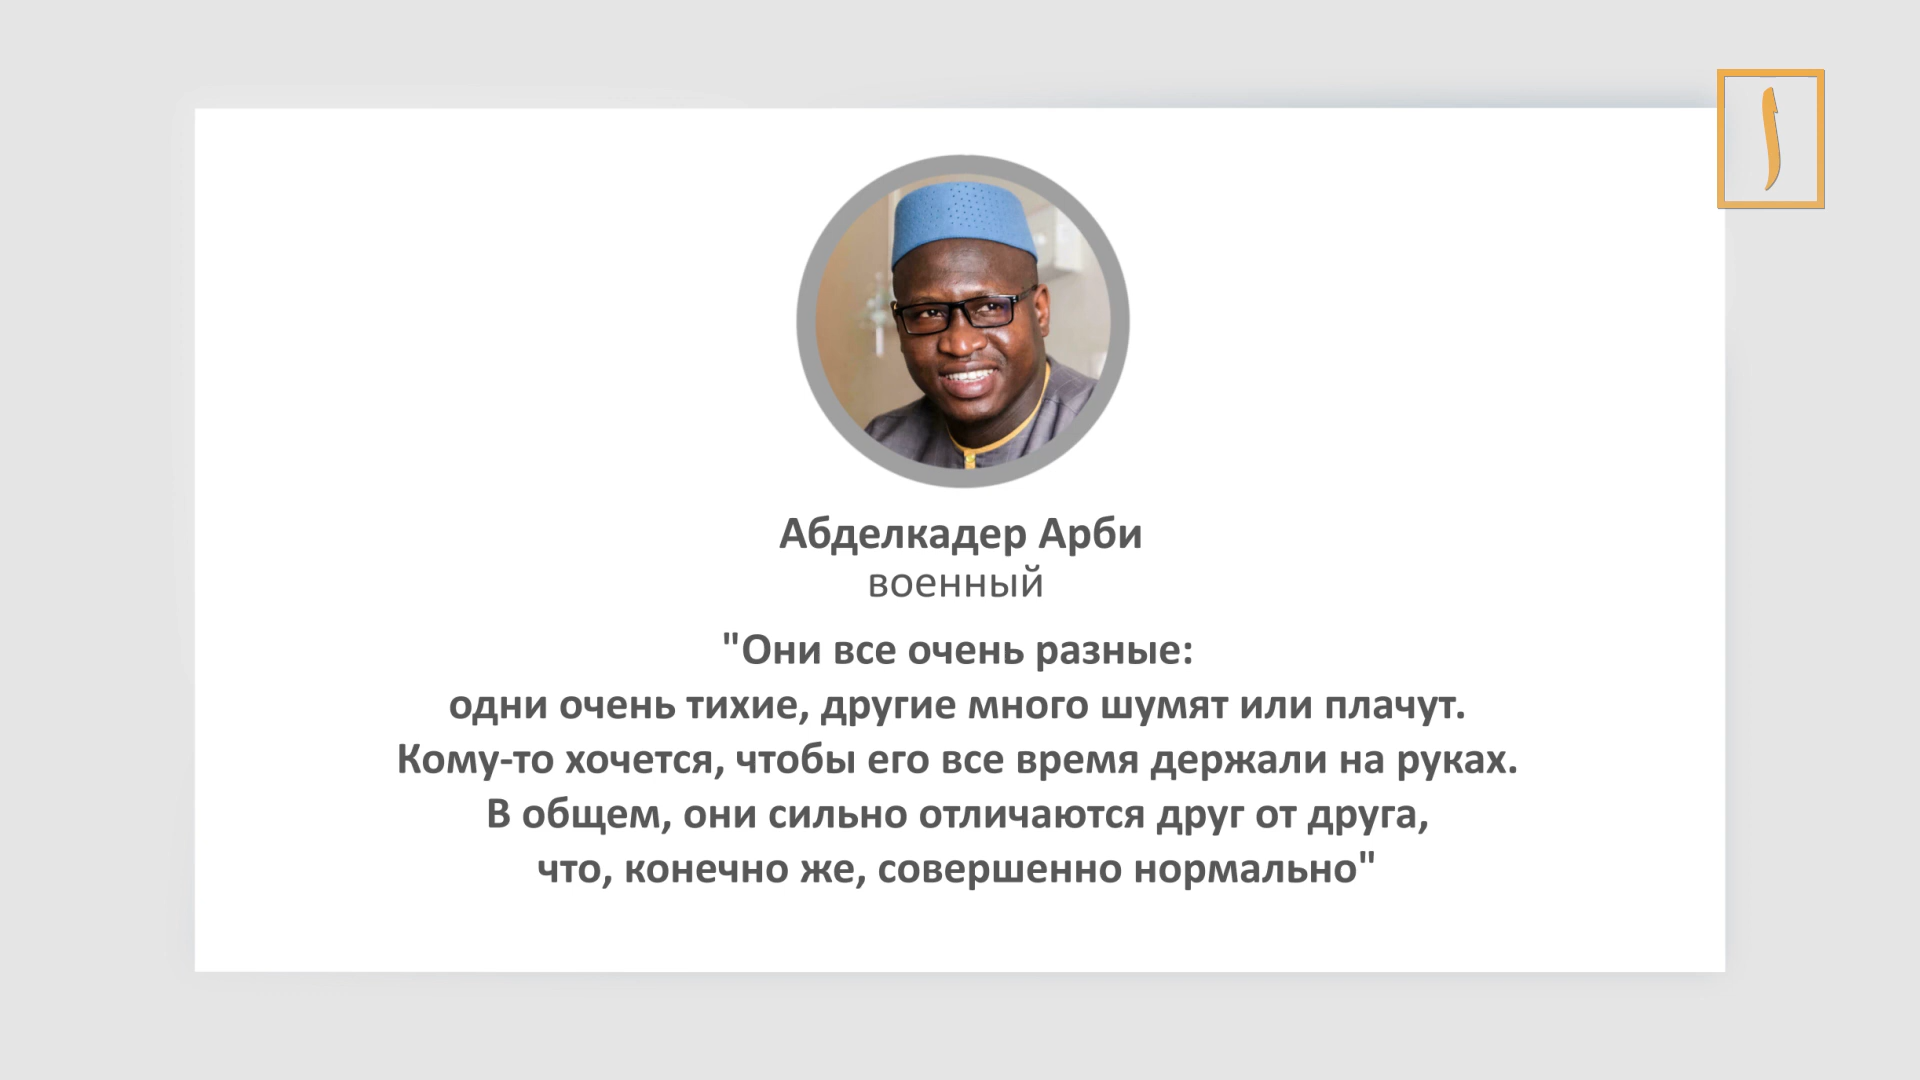 Абделкадер Арби
военный
"Они все очень разные:
одни очень тихие, другие много шумят или плачут.
Кому-то хочется, чтобы его все время держали на руках.
В общем, они сильно отличаются друг от друга,
что, конечно же, совершенно нормально"